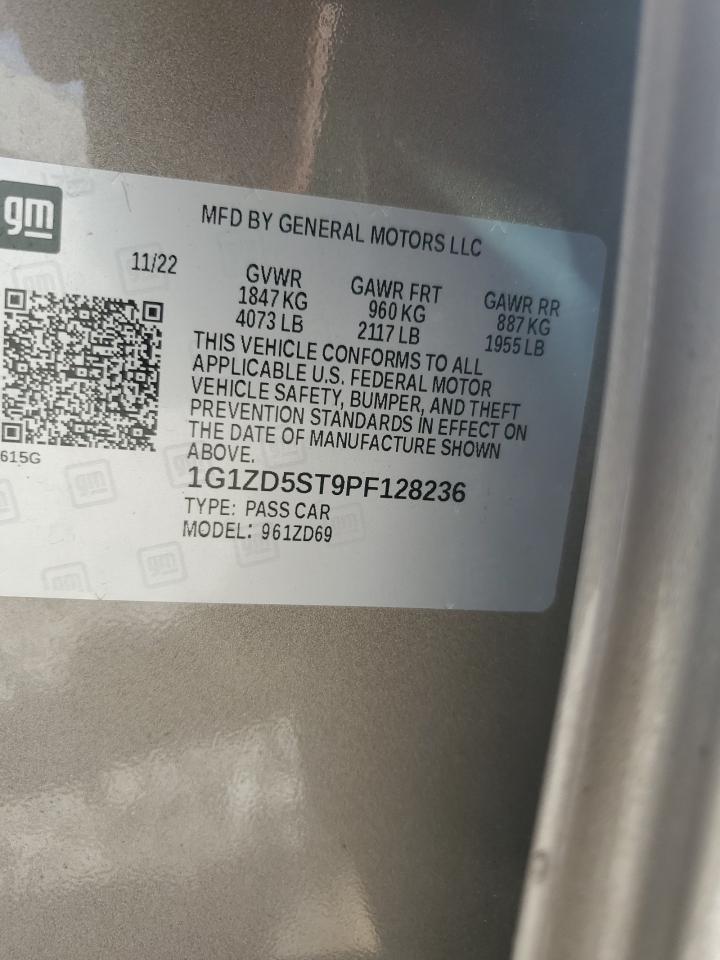 gm
MFD BY GENERAL MOTORS LLC
11/22
GVWR GAWR FRT GAWR RR
1847 KG 960 KG 887 KG
4073 LB 2117 LB 1955 LB
THIS VEHICLE CONFORMS TO ALL
APPLICABLE U.S. FEDERAL MOTOR
VEHICLE SAFETY, BUMPER, AND THEFT
PREVENTION STANDARDS IN EFFECT ON
THE DATE OF MANUFACTURE SHOWN
ABOVE.
615G
1G1ZD5ST9PF128236
TYPE: PASS CAR
MODEL: 961ZD69